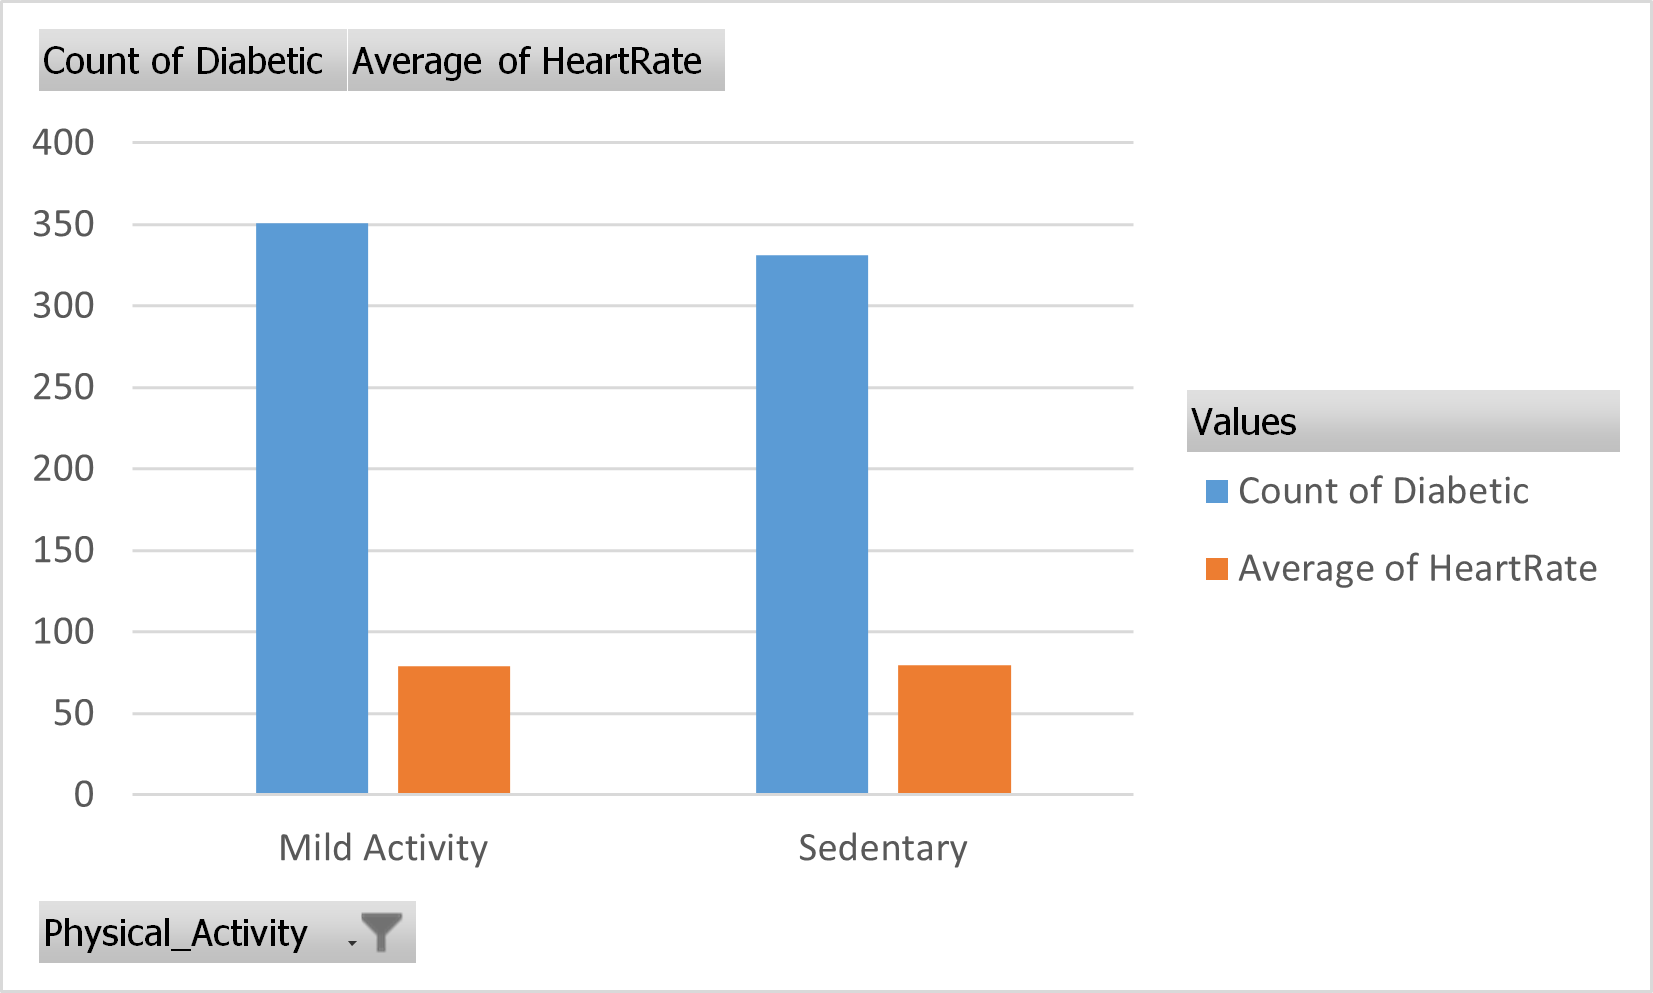 Count of Diabetic Average of HeartRate
400
350
300
250
200
150
100
50
0
Mild Activity Sedentary
Values
Count of Diabetic
Average of HeartRate
Physical_Activity